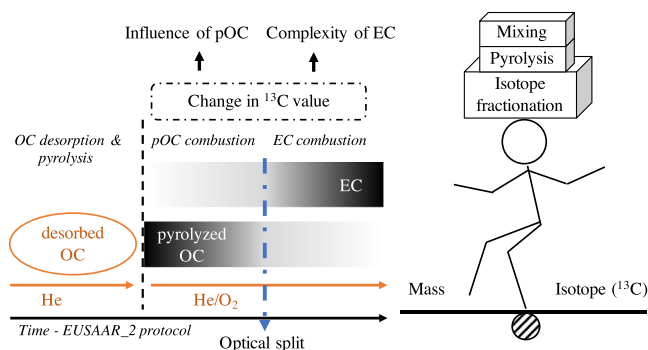 Influence of pOC
Complexity of EC
Change in ¹³C value
OC desorption &
pyrolysis
pOC combustion
EC combustion
EC
desorbed
OC
pyrolyzed
OC
He
He/O₂
Time - EUSAAR_2 protocol
Optical split
Mixing
Pyrolysis
Isotope
fractionation
Mass
Isotope (¹³C)